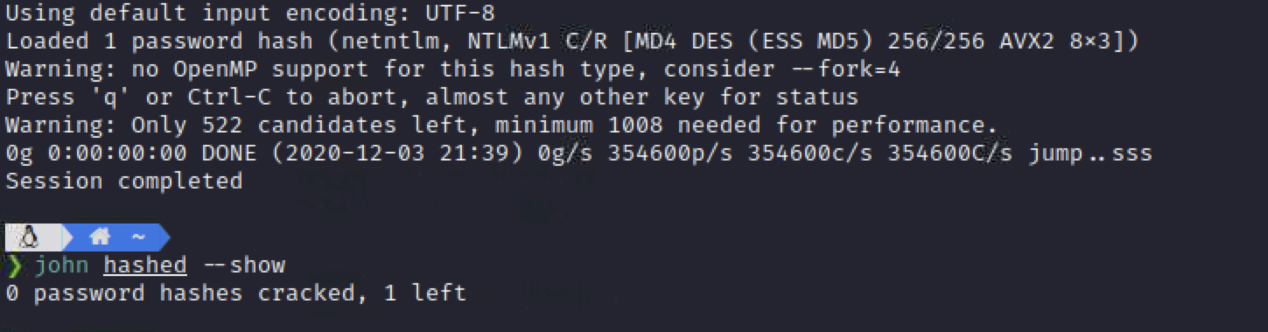 Using default input encoding: UTF-8
Loaded 1 password hash (netntlm, NTLMv1 C/R [MD4 DES (ESS MD5) 256/256 AVX2 8×3])
Warning: no OpenMP support for this hash type, consider --fork=4
Press 'q' or Ctrl-C to abort, almost any other key for status
Warning: Only 522 candidates left, minimum 1008 needed for performance.
0g 0:00:00:00 DONE (2020-12-03 21:39) 0g/s 354600p/s 354600c/s 354600C/s jump..sss
Session completed
~
❯ john hashed --show
0 password hashes cracked, 1 left